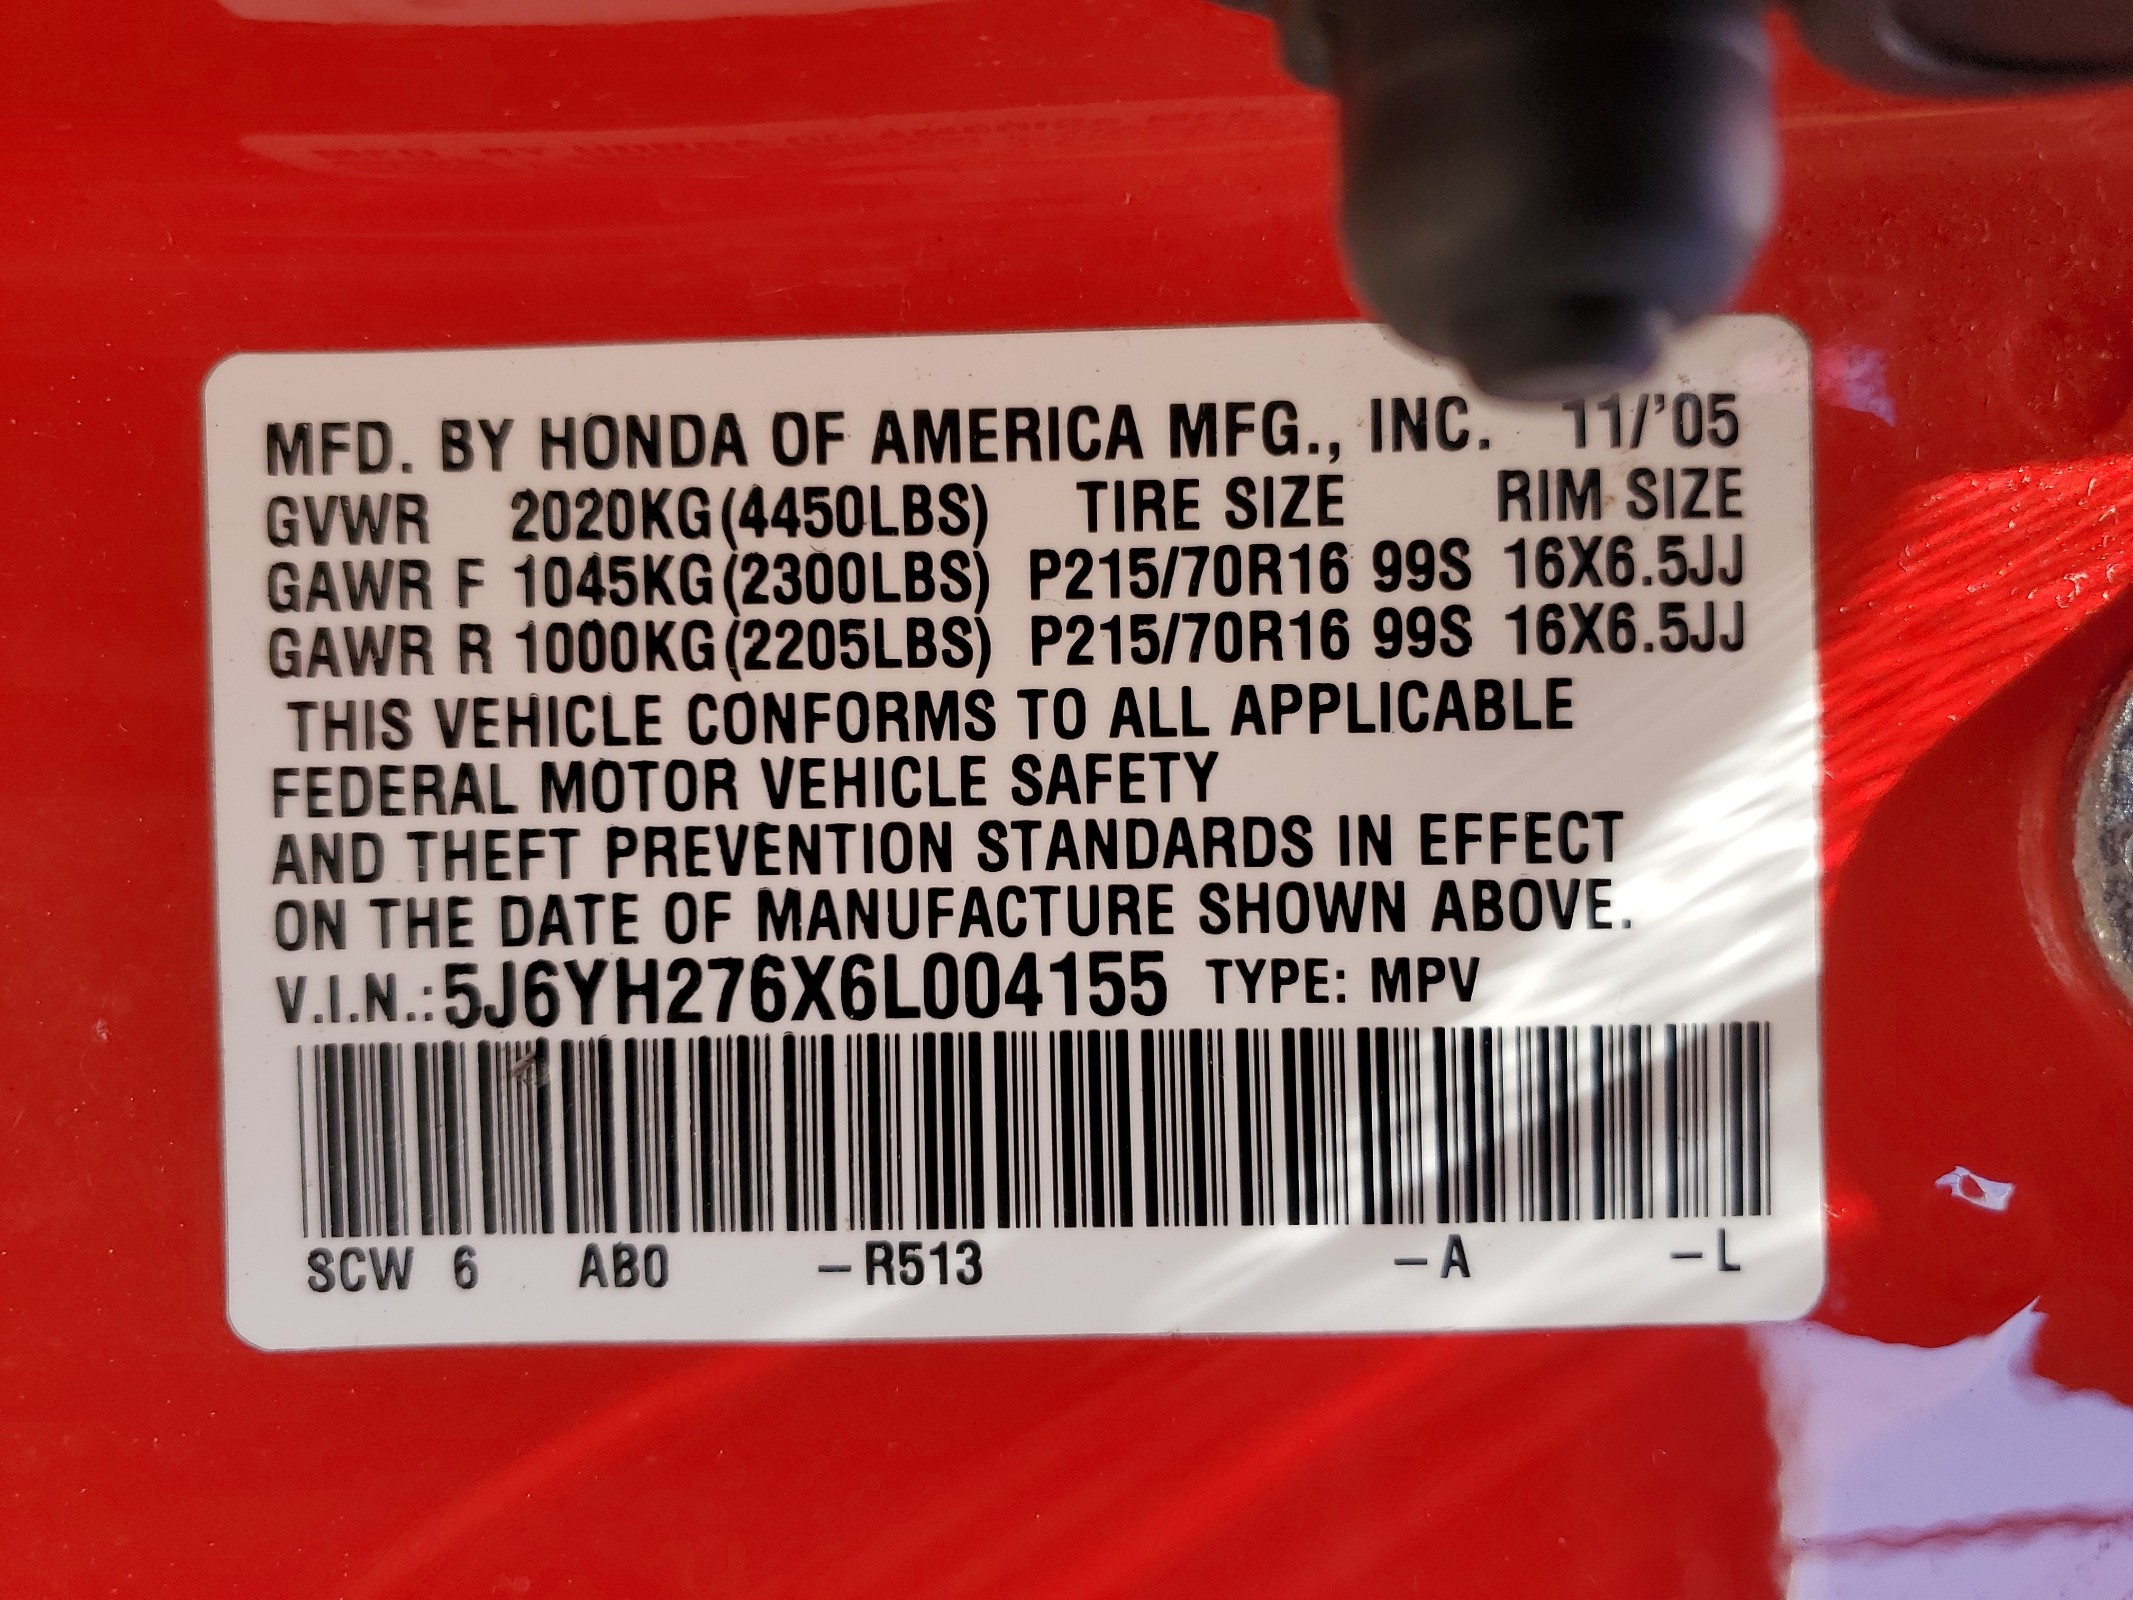 MFD. BY HONDA OF AMERICA MFG., INC. 11/'05
GVWR 2020KG(4450LBS) TIRE SIZE RIM SIZE
GAWR F 1045KG(2300LBS) P215/70R16 99S 16X6.5JJ
GAWR R 1000KG(2205LBS) P215/70R16 99S 16X6.5JJ
THIS VEHICLE CONFORMS TO ALL APPLICABLE
FEDERAL MOTOR VEHICLE SAFETY
AND THEFT PREVENTION STANDARDS IN EFFECT
ON THE DATE OF MANUFACTURE SHOWN ABOVE.
V.I.N.:5J6YH276X6L004155 TYPE: MPV
SCW 6 AB0 –R513 –A –L